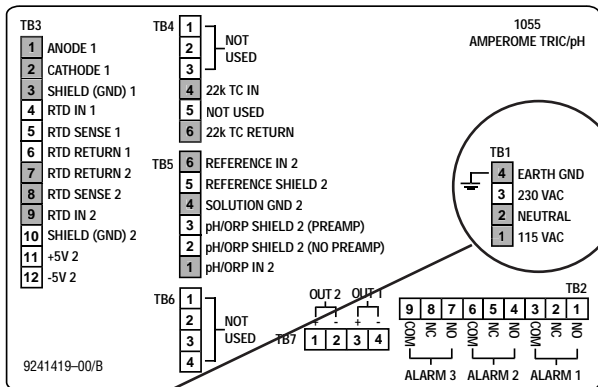 1055
AMPEROME TRIC/pH
TB3
1 ANODE 1
2 CATHODE 1
3 SHIELD (GND) 1
4 RTD IN 1
5 RTD SENSE 1
6 RTD RETURN 1
7 RTD RETURN 2
8 RTD SENSE 2
9 RTD IN 2
10 SHIELD (GND) 2
11 +5V 2
12 -5V 2
TB4
1
2
3
NOT
USED
4 22k TC IN
5 NOT USED
6 22k TC RETURN
TB5
6 REFERENCE IN 2
5 REFERENCE SHIELD 2
4 SOLUTION GND 2
3 pH/ORP SHIELD 2 (PREAMP)
2 pH/ORP SHIELD 2 (NO PREAMP)
1 pH/ORP IN 2
TB1
4 EARTH GND
3 230 VAC
2 NEUTRAL
1 115 VAC
TB6
1
2
3
4
NOT
USED
OUT 2 OUT 1
+ - + -
TB7 1 2 3 4
TB2
9 8 7 6 5 4 3 2 1
COM NC NO COM NC NO COM NC NO
ALARM 3 ALARM 2 ALARM 1
9241419–00/B